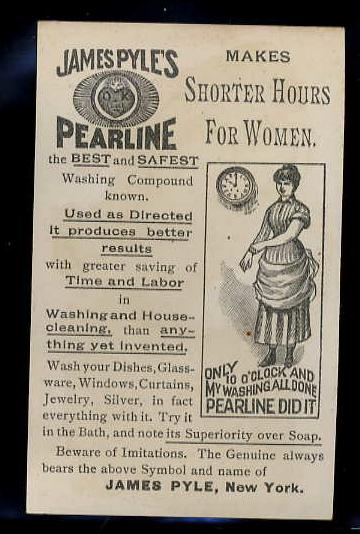 JAMES PYLE'S
OK
PEARLINE
the BEST and SAFEST
Washing Compound
known.
Used as Directed
it produces better
results
with greater saving of
Time and Labor
in
Washing and House-
cleaning, than any-
thing yet invented.
Wash your Dishes, Glass-
ware, Windows, Curtains,
Jewelry, Silver, in fact
everything with it. Try it
in the Bath, and note its Superiority over Soap.
MAKES
SHORTER HOURS
FOR WOMEN.
ONLY
10 O'CLOCK AND
MY WASHING ALL DONE
PEARLINE DID IT
Beware of Imitations. The Genuine always
bears the above Symbol and name of
JAMES PYLE, New York.